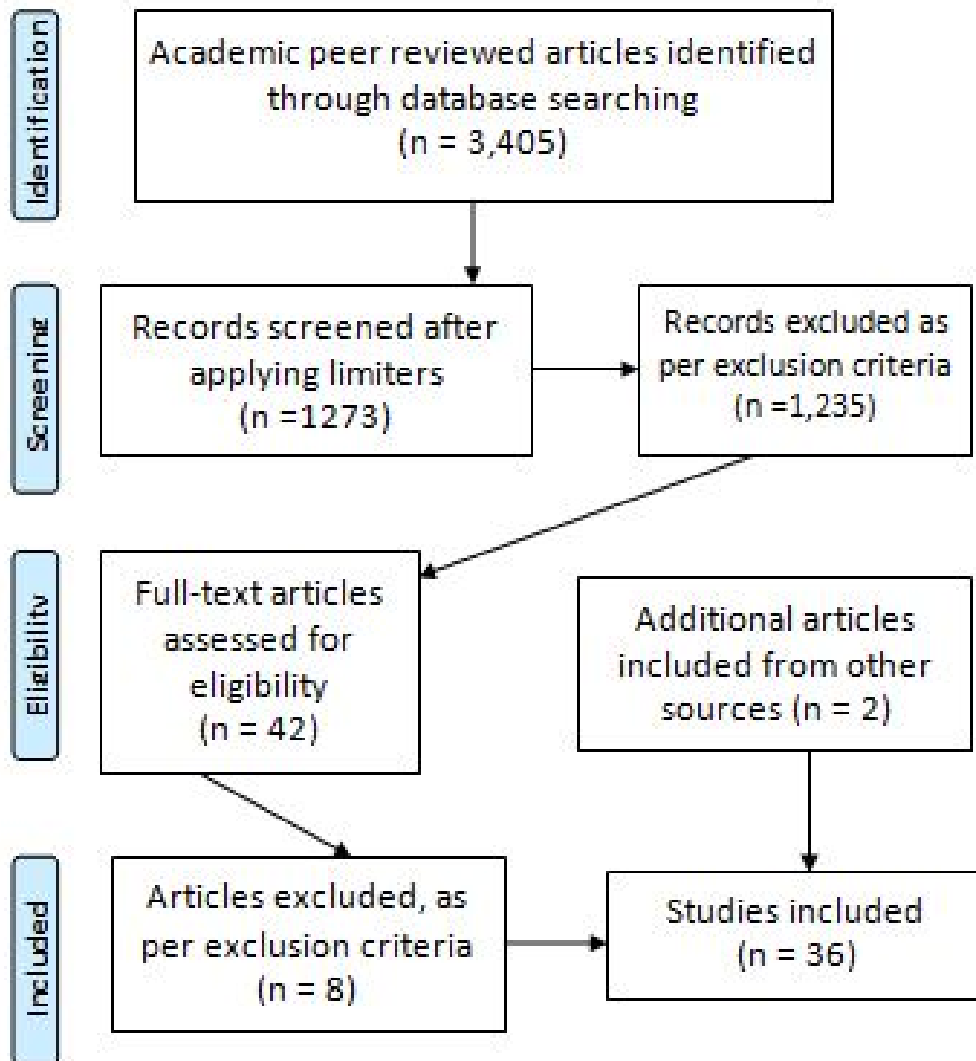 Identification
Academic peer reviewed articles identified
through database searching
(n = 3,405)
Screening
Records screened after
applying limiters
(n =1273)
Records excluded as
per exclusion criteria
(n =1,235)
Eligibility
Full-text articles
assessed for
eligibility
(n = 42)
Additional articles
included from other
sources (n = 2)
Included
Articles excluded, as
per exclusion criteria
(n = 8)
Studies included
(n = 36)